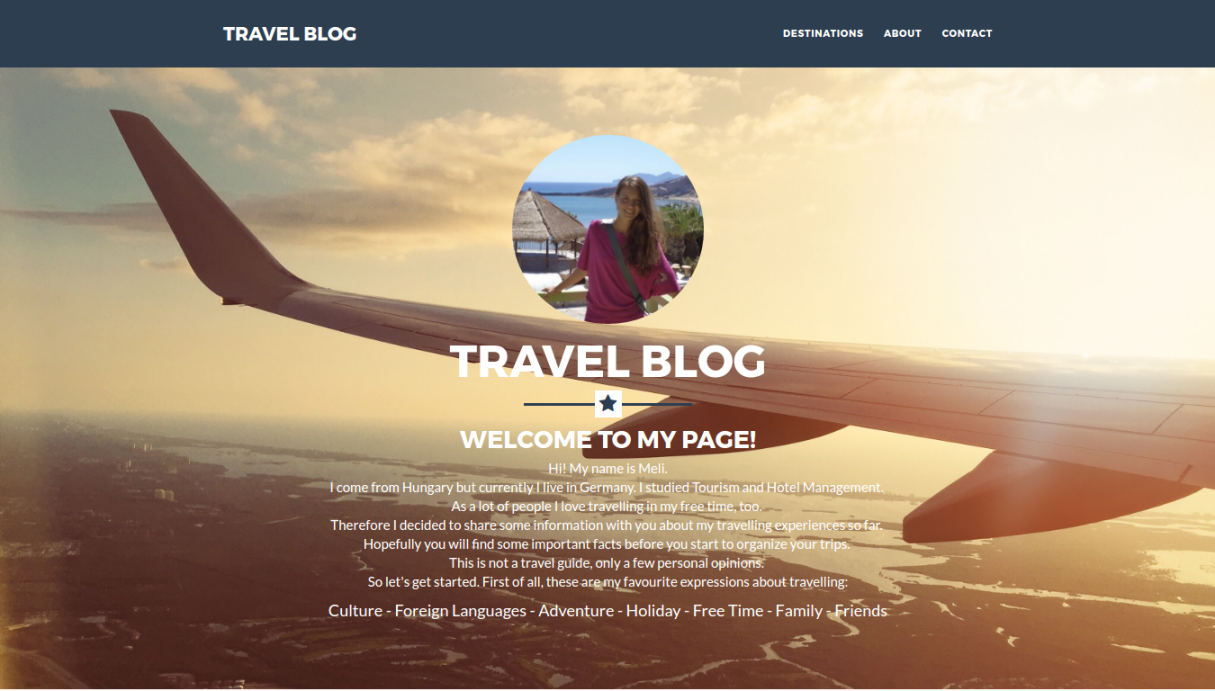 TRAVEL BLOG
DESTINATIONS ABOUT CONTACT
TRAVEL BLOG
WELCOME TO MY PAGE!
Hi! My name is Meli.
I come from Hungary but currently I live in Germany. I studied Tourism and Hotel Management.
As a lot of people I love travelling in my free time, too.
Therefore I decided to share some information with you about my travelling experiences so far.
Hopefully you will find some important facts before you start to organize your trips.
This is not a travel guide, only a few personal opinions.
So let's get started. First of all, these are my favourite expressions about travelling:
Culture - Foreign Languages - Adventure - Holiday - Free Time - Family - Friends